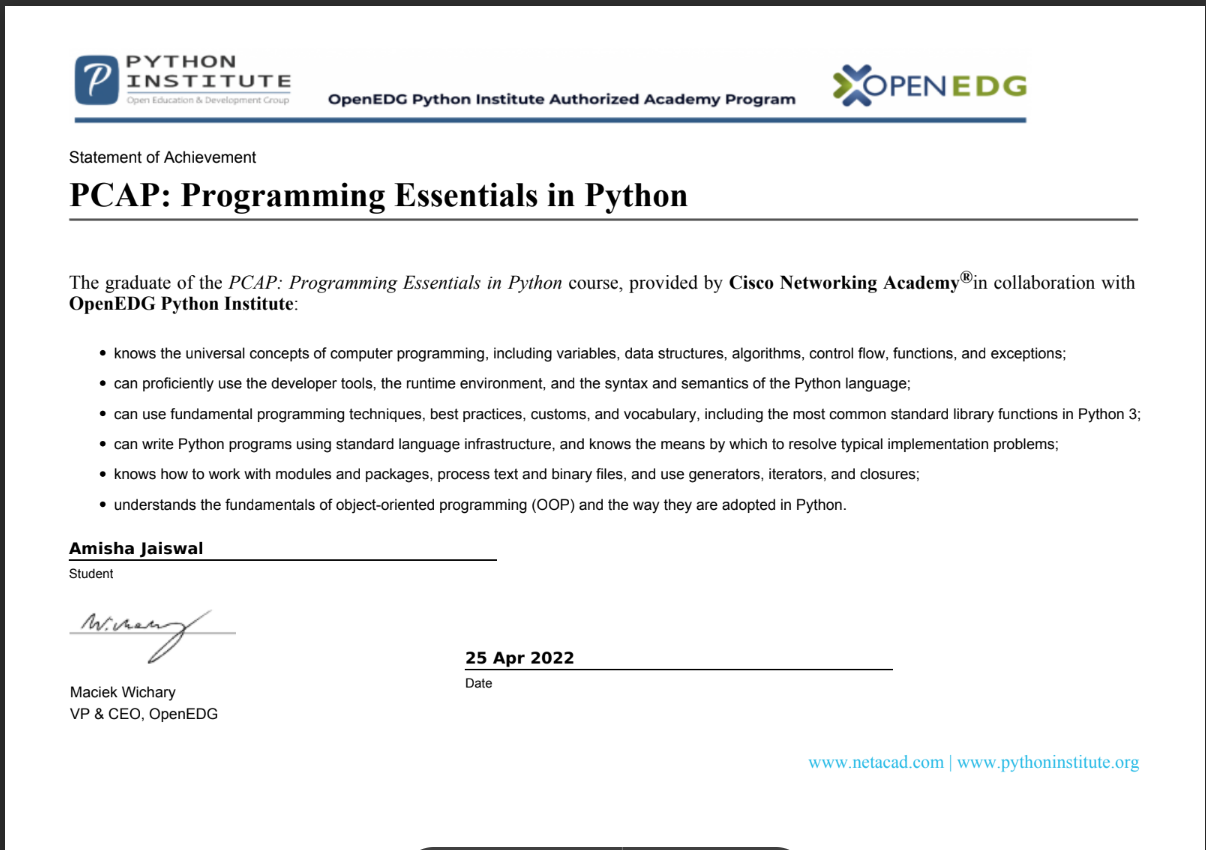 PYTHON
INSTITUTE
Open Education & Development Group
OpenEDG Python Institute Authorized Academy Program
OPENEDG
Statement of Achievement
PCAP: Programming Essentials in Python
The graduate of the PCAP: Programming Essentials in Python course, provided by Cisco Networking Academy®in collaboration with
OpenEDG Python Institute:
• knows the universal concepts of computer programming, including variables, data structures, algorithms, control flow, functions, and exceptions;
• can proficiently use the developer tools, the runtime environment, and the syntax and semantics of the Python language;
• can use fundamental programming techniques, best practices, customs, and vocabulary, including the most common standard library functions in Python 3;
• can write Python programs using standard language infrastructure, and knows the means by which to resolve typical implementation problems;
• knows how to work with modules and packages, process text and binary files, and use generators, iterators, and closures;
• understands the fundamentals of object-oriented programming (OOP) and the way they are adopted in Python.
Amisha Jaiswal
Student
25 Apr 2022
Date
Maciek Wichary
VP & CEO, OpenEDG
www.netacad.com | www.pythoninstitute.org